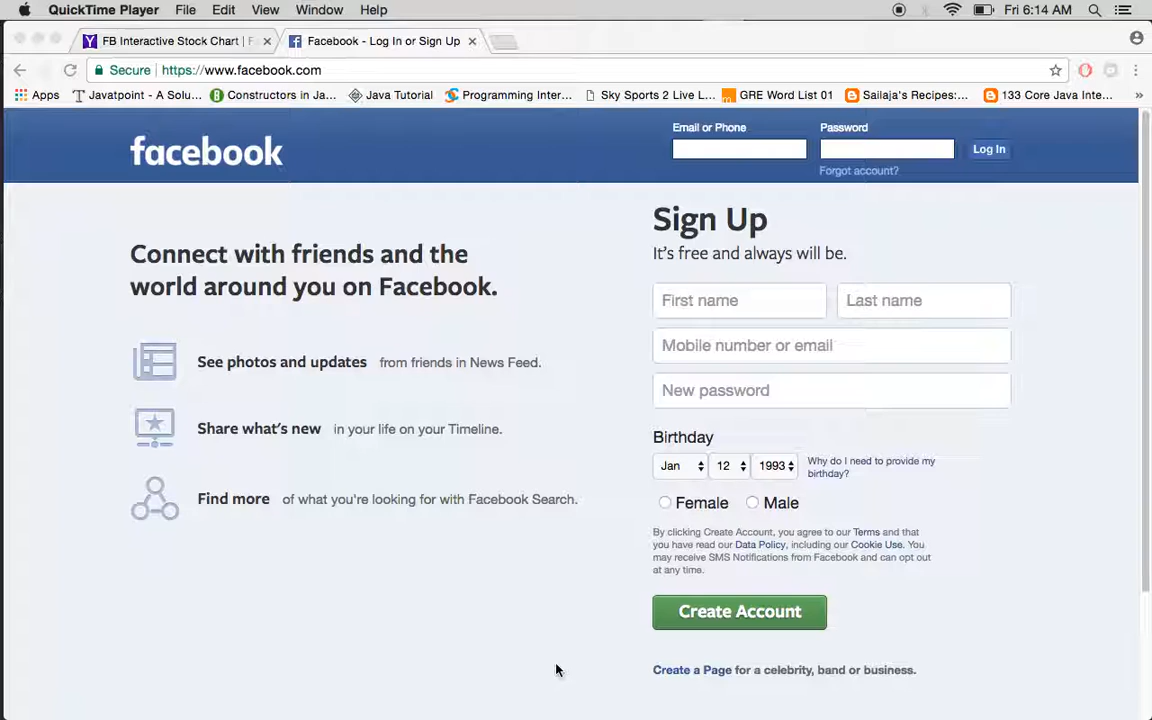 QuickTime Player File Edit View Window Help Fri 6:14 AM
FB Interactive Stock Chart | F
Facebook - Log In or Sign Up
Secure https://www.facebook.com
Apps Javatpoint - A Solu... Constructors in Ja... Java Tutorial Programming Inter... Sky Sports 2 Live L... GRE Word List 01 Sailaja's Recipes:... 133 Core Java Inte... »
facebook
Email or Phone
Password
Log In
Forgot account?
Connect with friends and the
world around you on Facebook.
See photos and updates from friends in News Feed.
Share what's new in your life on your Timeline.
Find more of what you're looking for with Facebook Search.
Sign Up
It's free and always will be.
First name
Last name
Mobile number or email
New password
Birthday
Jan 12 1993
Why do I need to provide my
birthday?
Female Male
By clicking Create Account, you agree to our Terms and that
you have read our Data Policy, including our Cookie Use. You
may receive SMS Notifications from Facebook and can opt out
at any time.
Create Account
Create a Page for a celebrity, band or business.